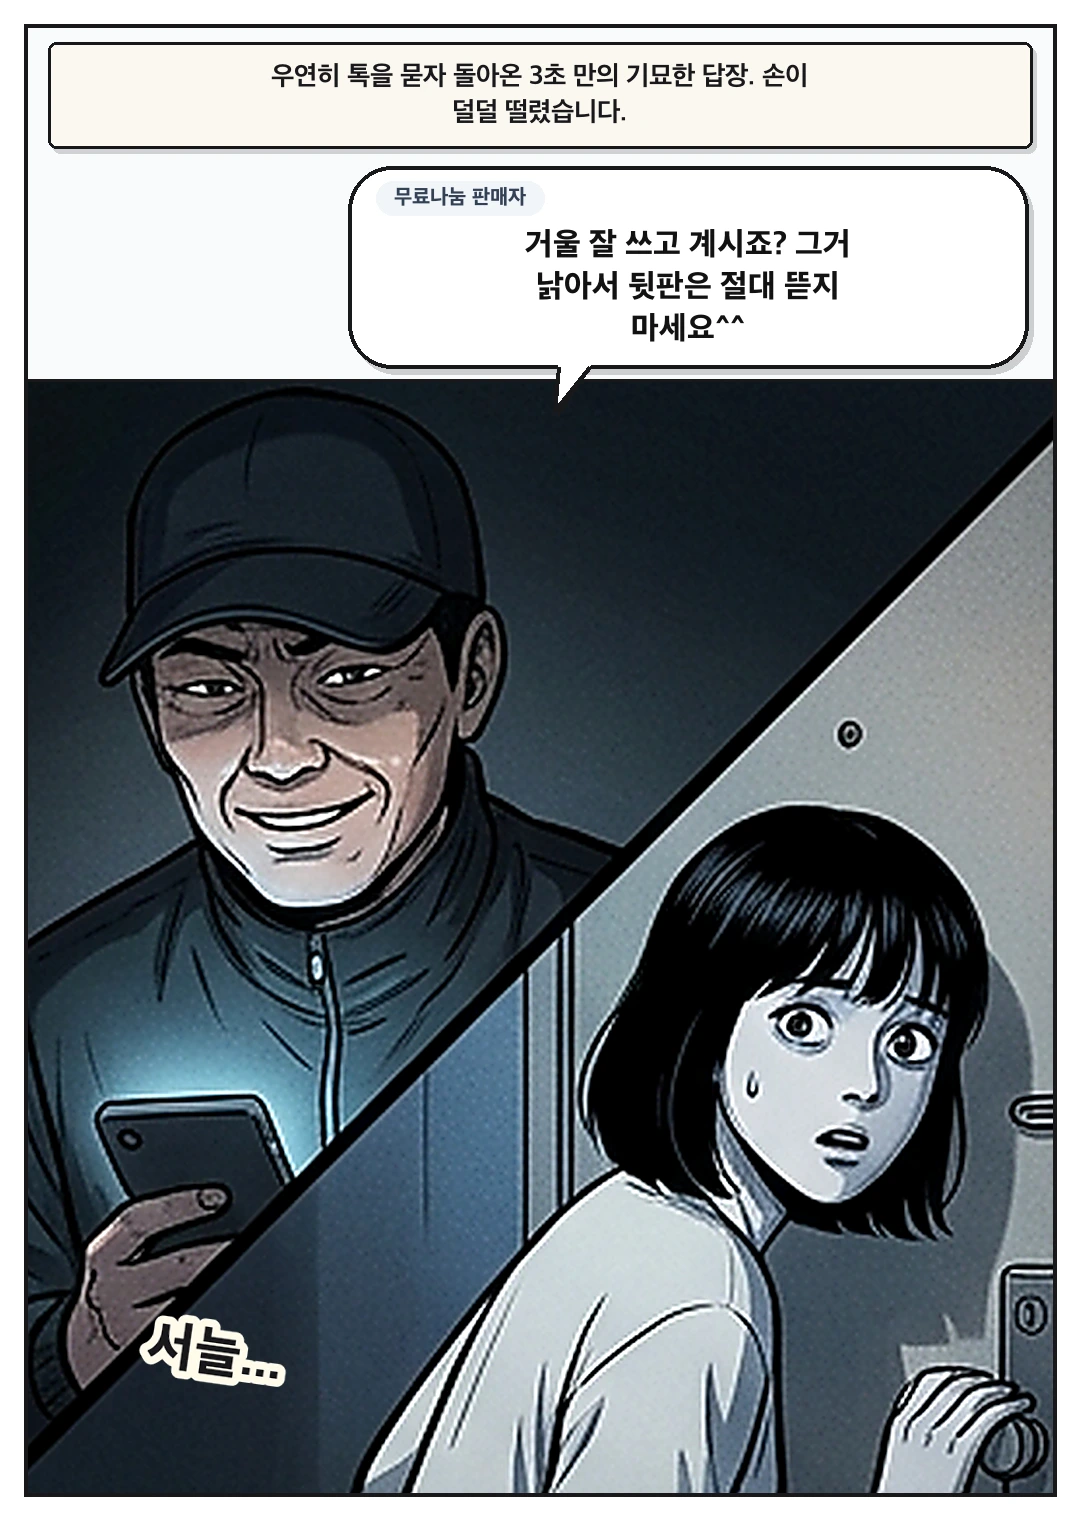 우연히 톡을 묻자 돌아온 3초 만의 기묘한 답장. 손이
덜덜 떨렸습니다.
무료나눔 판매자
거울 잘 쓰고 계시죠? 그거
낡아서 뒷판은 절대 뜯지
마세요^^
서늘...